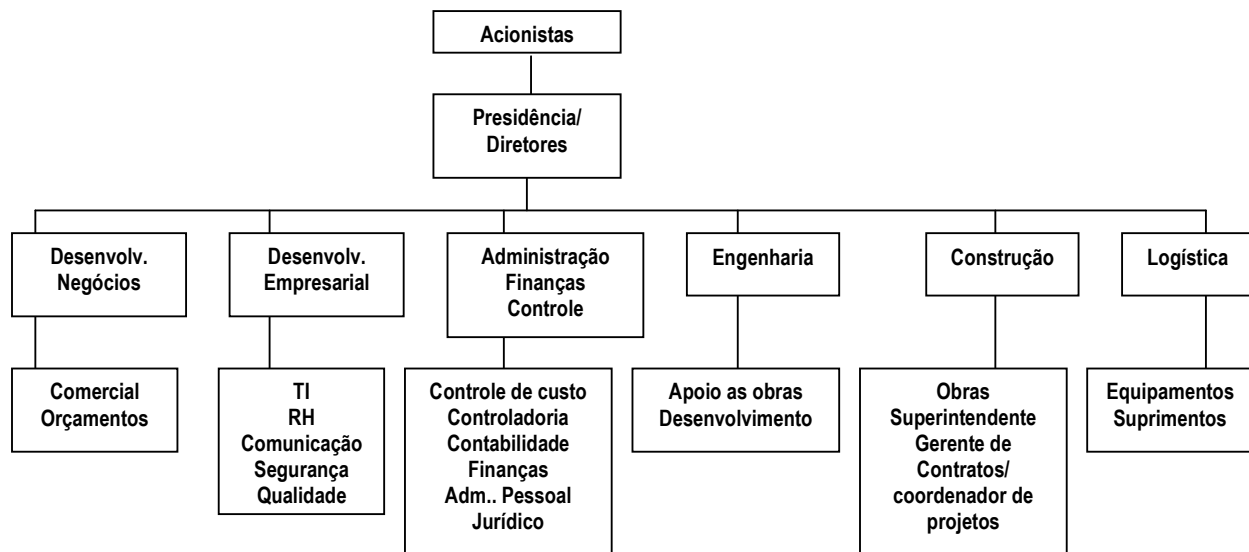 Acionistas
Presidência/
Diretores
Desenvolv.
Negócios
Desenvolv.
Empresarial
Administração
Finanças
Controle
Engenharia
Construção
Logística
Comercial
Orçamentos
TI
RH
Comunicação
Segurança
Qualidade
Controle de custo
Controladoria
Contabilidade
Finanças
Adm.. Pessoal
Jurídico
Apoio as obras
Desenvolvimento
Obras
Superintendente
Gerente de
Contratos/
coordenador de
projetos
Equipamentos
Suprimentos